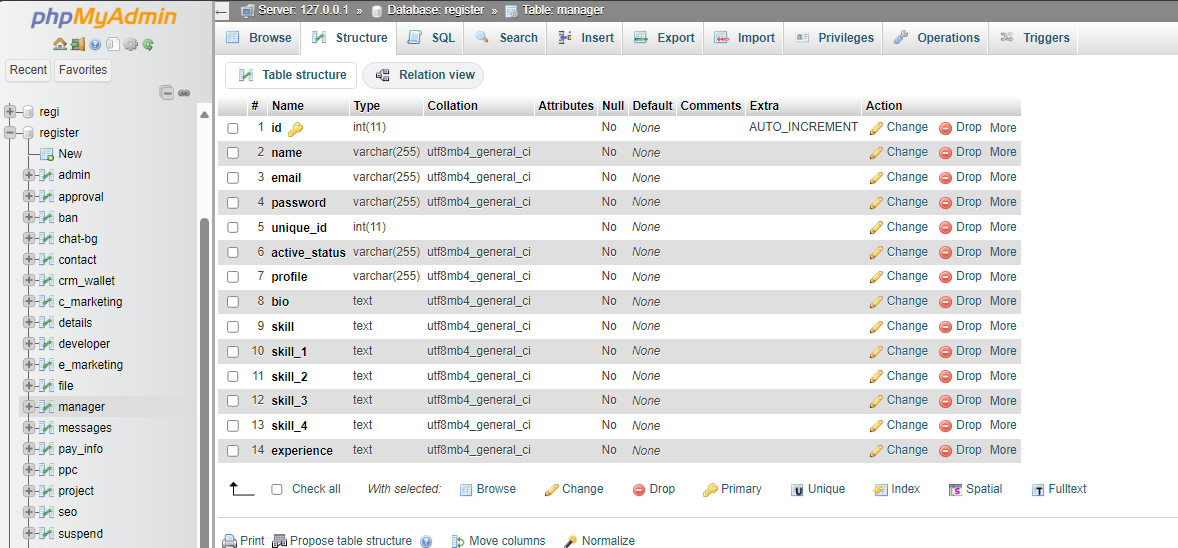 phpMyAdmin
Recent Favorites
regi
register
New
admin
approval
ban
chat-bg
contact
crm_wallet
c_marketing
details
developer
e_marketing
file
manager
messages
pay_info
ppc
project
seo
suspend
Server: 127.0.0.1 » Database: register » Table: manager
Browse Structure SQL Search Insert Export Import Privileges Operations Triggers
Table structure Relation view
# Name Type Collation Attributes Null Default Comments Extra Action
1 id int(11) No None AUTO_INCREMENT Change Drop More
2 name varchar(255) utf8mb4_general_ci No None Change Drop More
3 email varchar(255) utf8mb4_general_ci No None Change Drop More
4 password varchar(255) utf8mb4_general_ci No None Change Drop More
5 unique_id int(11) No None Change Drop More
6 active_status varchar(255) utf8mb4_general_ci No None Change Drop More
7 profile varchar(255) utf8mb4_general_ci No None Change Drop More
8 bio text utf8mb4_general_ci No None Change Drop More
9 skill text utf8mb4_general_ci No None Change Drop More
10 skill_1 text utf8mb4_general_ci No None Change Drop More
11 skill_2 text utf8mb4_general_ci No None Change Drop More
12 skill_3 text utf8mb4_general_ci No None Change Drop More
13 skill_4 text utf8mb4_general_ci No None Change Drop More
14 experience text utf8mb4_general_ci No None Change Drop More
Check all With selected: Browse Change Drop Primary Unique Index Spatial Fulltext
Print Propose table structure Move columns Normalize